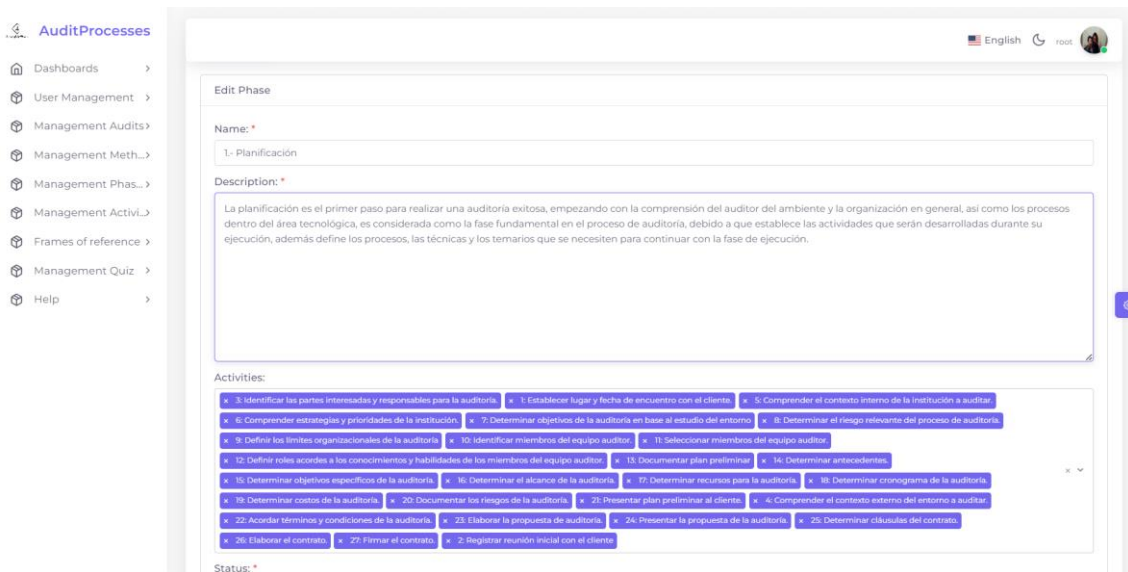 AuditProcesses
English root
Dashboards
User Management
Management Audits
Management Meth...
Management Phas...
Management Activi...
Frames of reference
Management Quiz
Help
Edit Phase
Name: *
1.- Planificación
Description: *
La planificación es el primer paso para realizar una auditoría exitosa, empezando con la comprensión del auditor del ambiente y la organización en general, así como los procesos
dentro del área tecnológica, es considerada como la fase fundamental en el proceso de auditoría, debido a que establece las actividades que serán desarrolladas durante su
ejecución, además define los procesos, las técnicas y los temarios que se necesiten para continuar con la fase de ejecución.
Activities:
× 3: Identificar las partes interesadas y responsables para la auditoría. × 1: Establecer lugar y fecha de encuentro con el cliente. × 5: Comprender el contexto interno de la institución a auditar.
× 6: Comprender estrategias y prioridades de la institución. × 7: Determinar objetivos de la auditoría en base al estudio del entorno × 8: Determinar el riesgo relevante del proceso de auditoría.
× 9: Definir los límites organizacionales de la auditoría × 10: Identificar miembros del equipo auditor. × 11: Seleccionar miembros del equipo auditor.
× 12: Definir roles acordes a los conocimientos y habilidades de los miembros del equipo auditor. × 13: Documentar plan preliminar × 14: Determinar antecedentes.
× 15: Determinar objetivos específicos de la auditoría. × 16: Determinar el alcance de la auditoría. × 17: Determinar recursos para la auditoría. × 18: Determinar cronograma de la auditoría.
× 19: Determinar costos de la auditoría. × 20: Documentar los riesgos de la auditoría. × 21: Presentar plan preliminar al cliente. × 4: Comprender el contexto externo del entorno a auditar.
× 22: Acordar términos y condiciones de la auditoría. × 23: Elaborar la propuesta de auditoría. × 24: Presentar la propuesta de la auditoría. × 25: Determinar cláusulas del contrato.
× 26: Elaborar el contrato. × 27: Firmar el contrato. × 2: Registrar reunión inicial con el cliente
Status: *